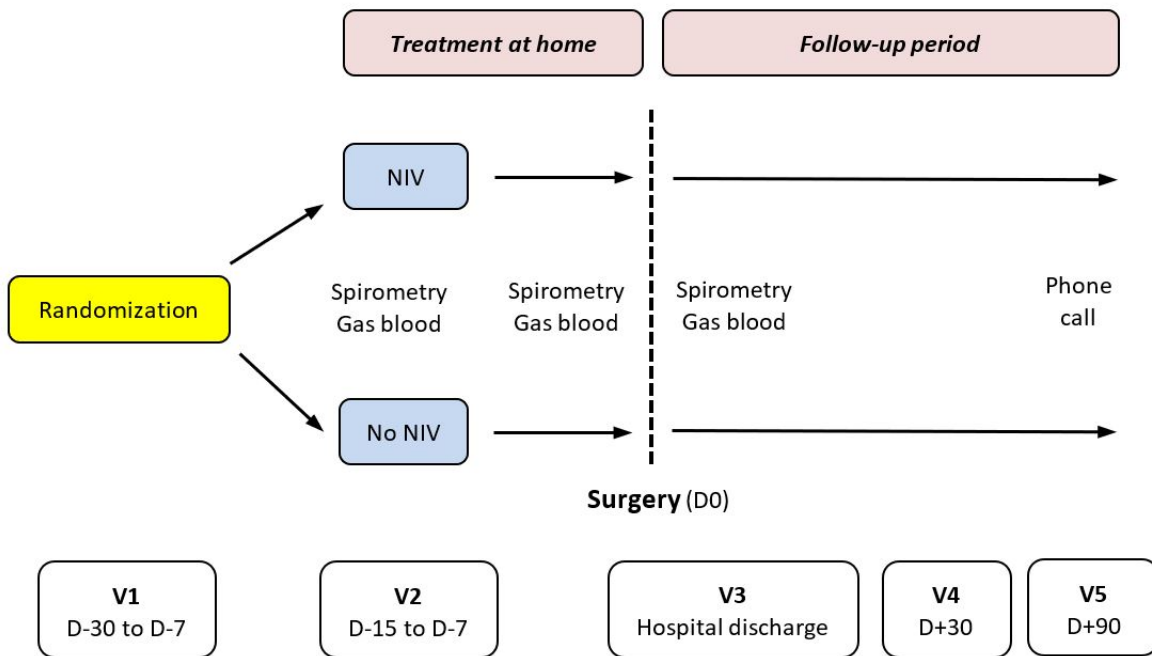 Treatment at home
Follow-up period
NIV
Randomization
Spirometry
Gas blood
Spirometry
Gas blood
Spirometry
Gas blood
Phone
call
No NIV
Surgery (D0)
V1
D-30 to D-7
V2
D-15 to D-7
V3
Hospital discharge
V4
D+30
V5
D+90